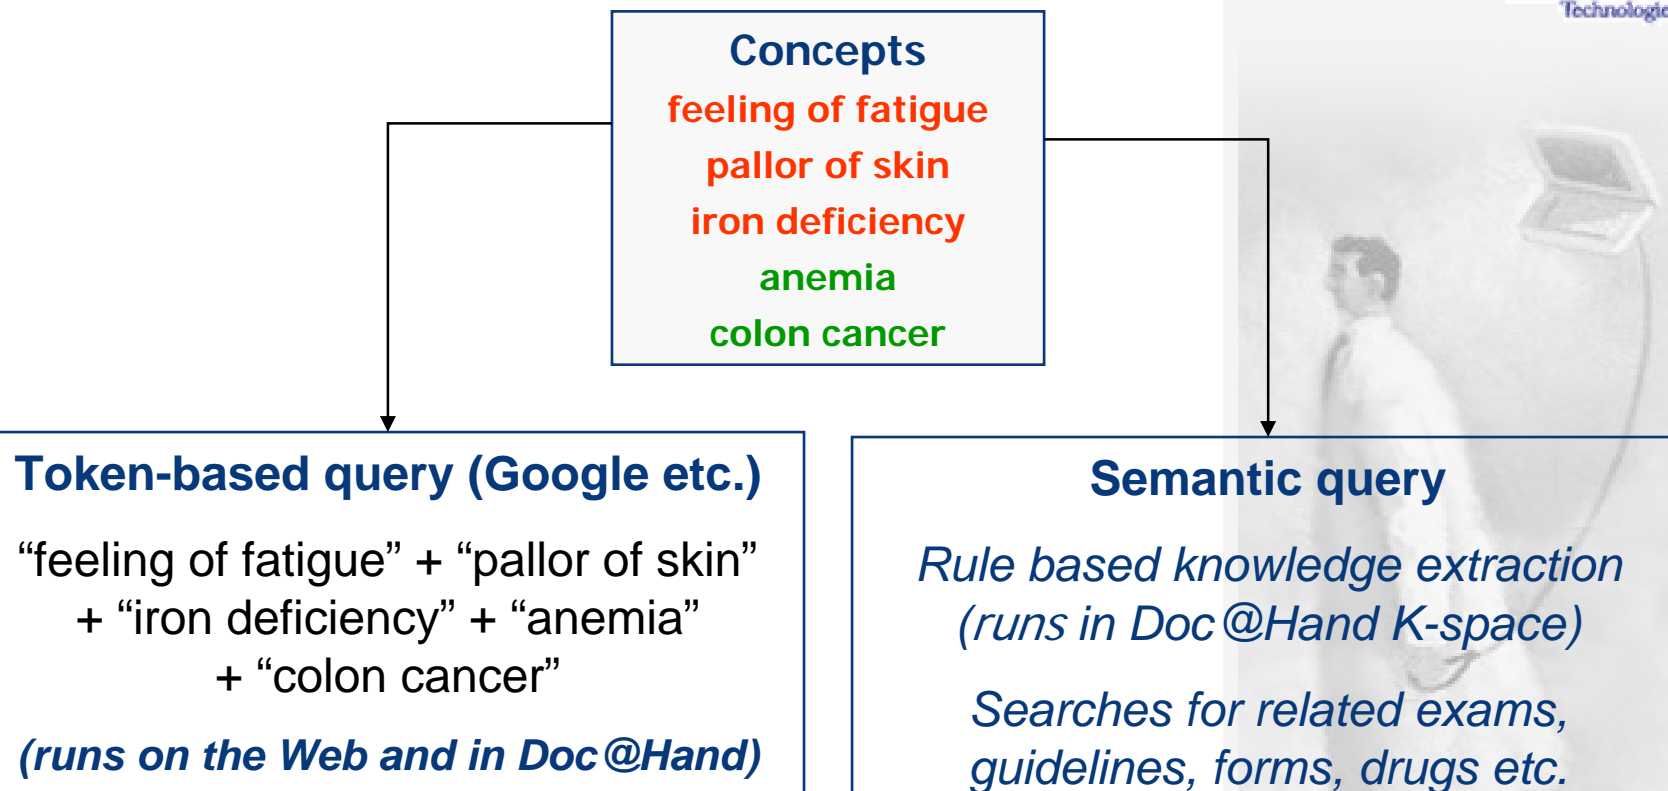 Technologie
Concepts
feeling of fatigue
pallor of skin
iron deficiency
anemia
colon cancer
Token-based query (Google etc.)
“feeling of fatigue” + “pallor of skin”
+ “iron deficiency” + “anemia”
+ “colon cancer”
(runs on the Web and in Doc@Hand)
Semantic query
Rule based knowledge extraction
(runs in Doc@Hand K-space)
Searches for related exams,
guidelines, forms, drugs etc.